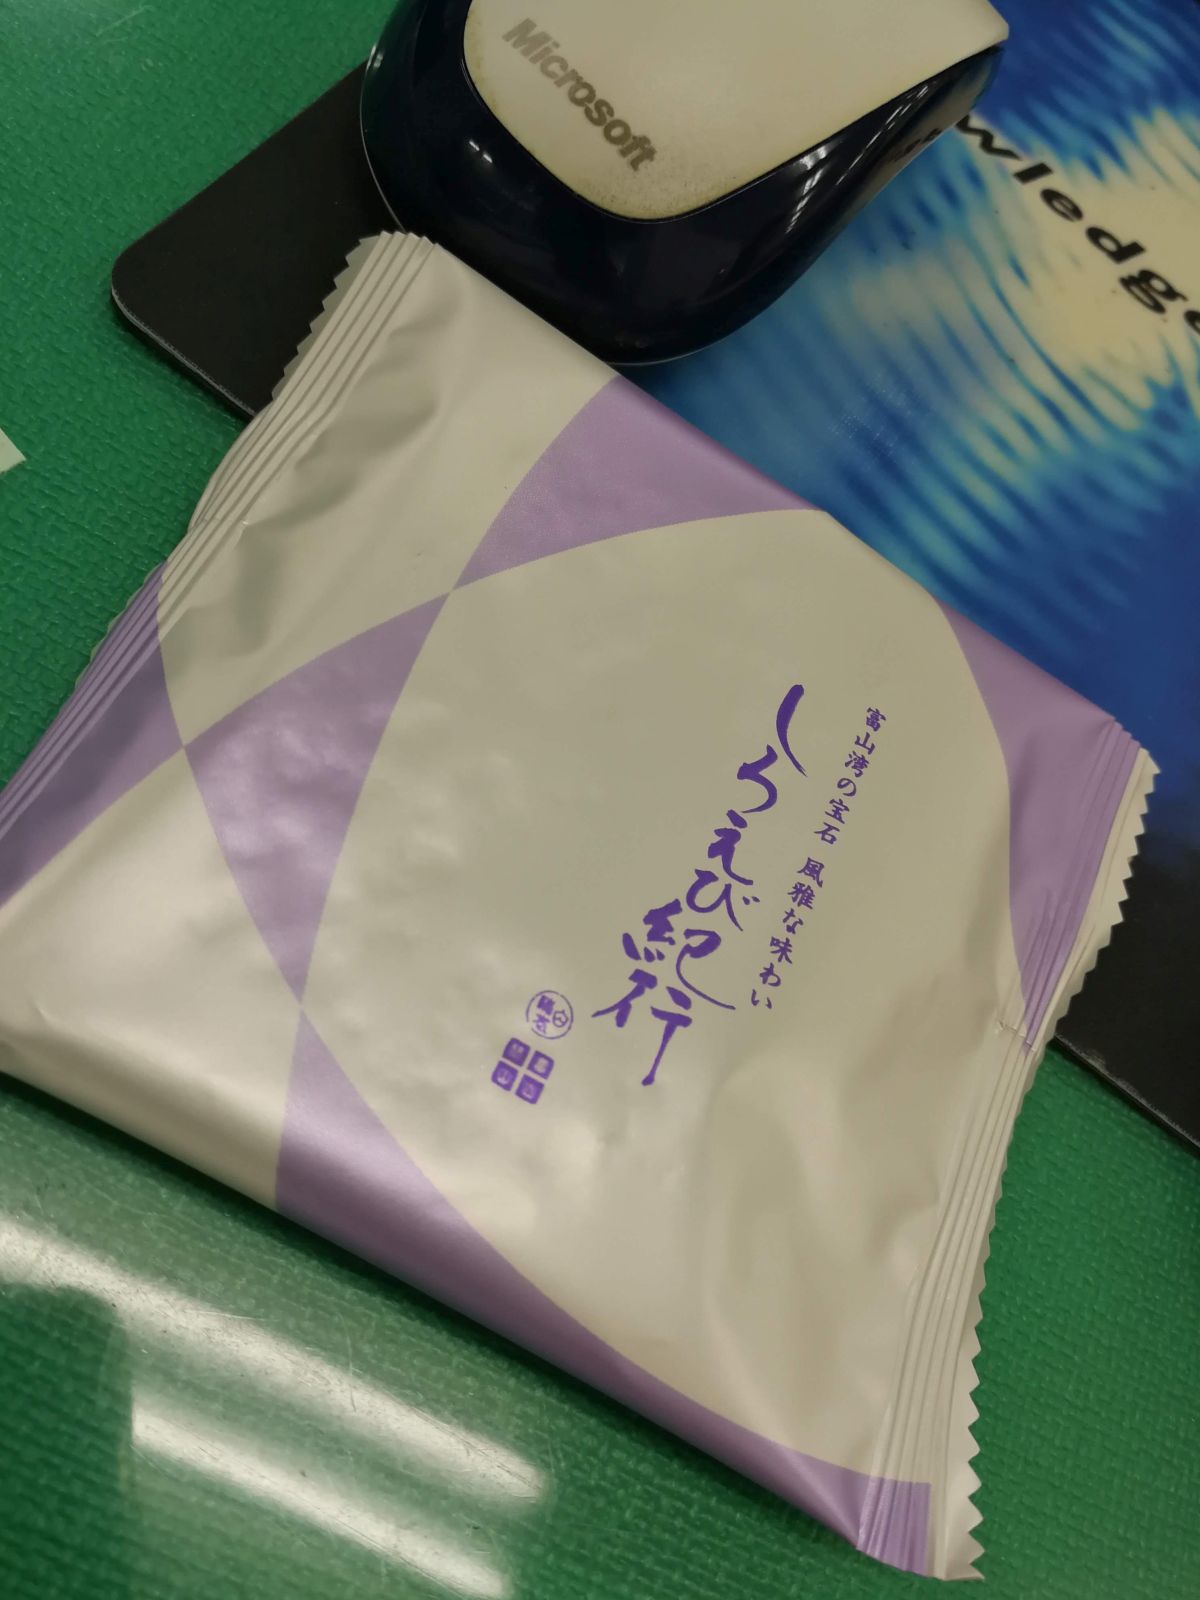 Microsoft
wledge
富山湾の宝石 風雅な味わい
しろえび紀行